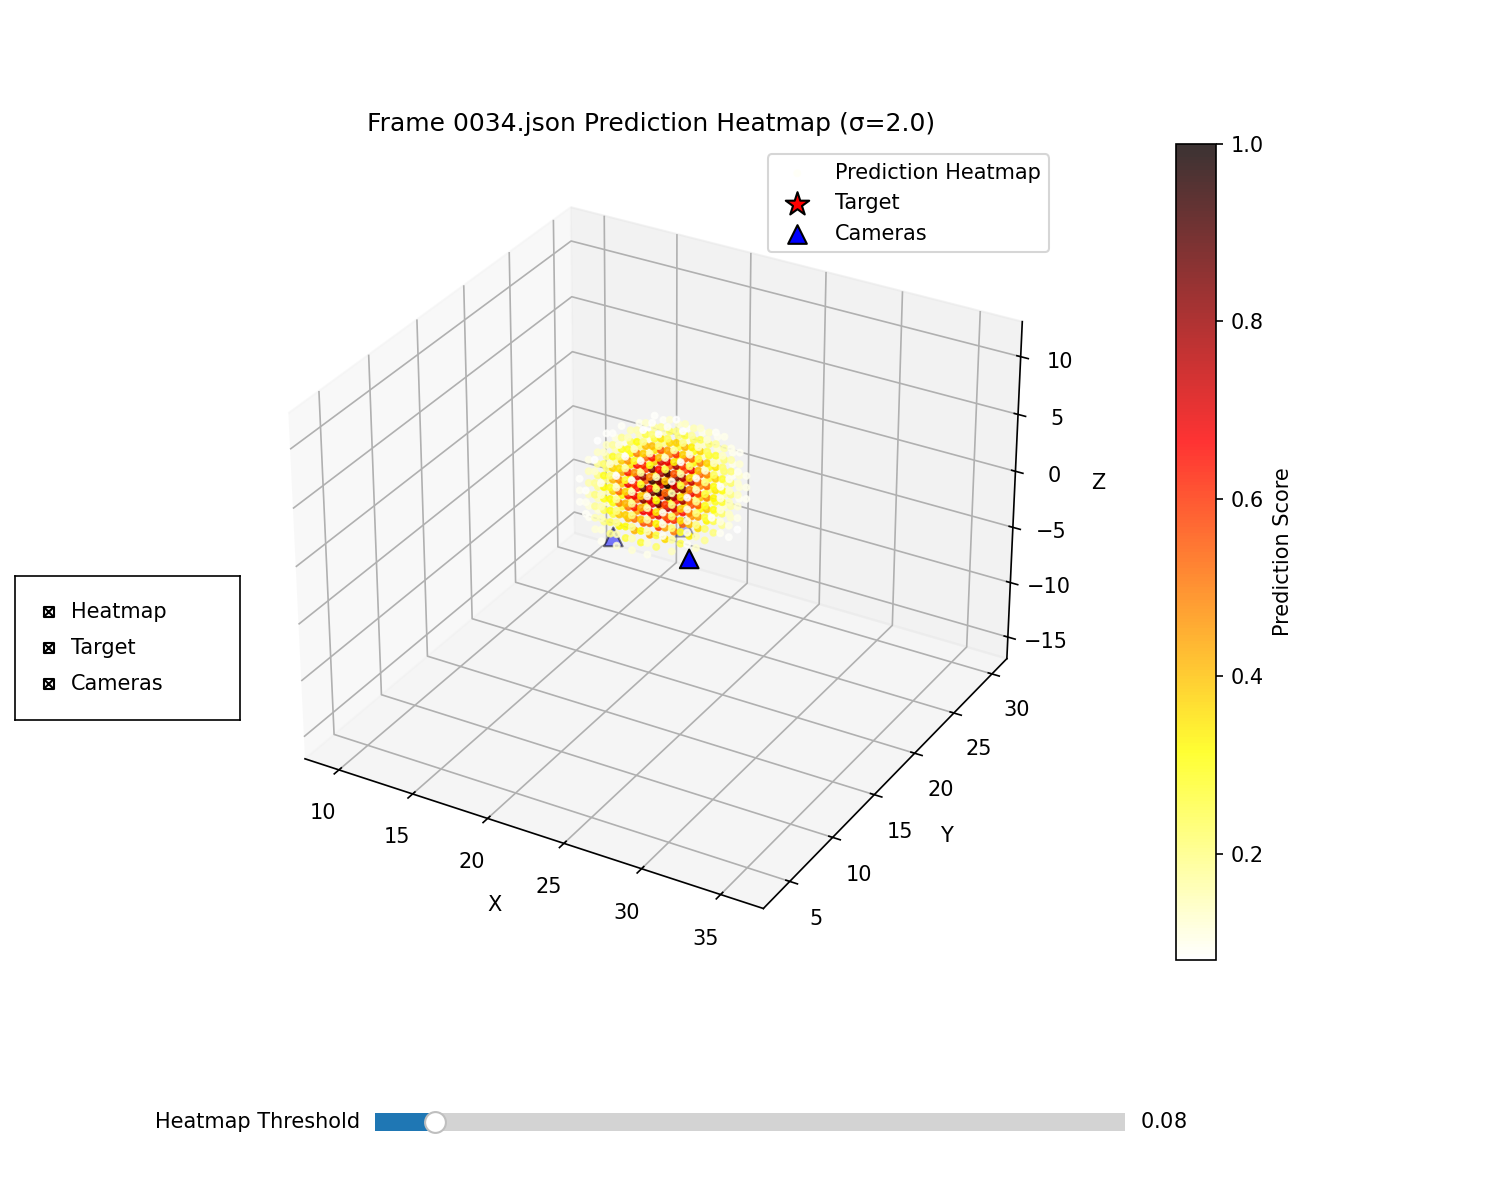 Frame 0034.json Prediction Heatmap (σ=2.0)
Prediction Heatmap
Target
Cameras
1.0
0.8
0.6
0.4
0.2
Prediction Score
10
5
0
−5
−10
−15
Z
30
25
20
15
10
5
Y
10
15
20
25
30
35
X
Heatmap
Target
Cameras
Heatmap Threshold
0.08